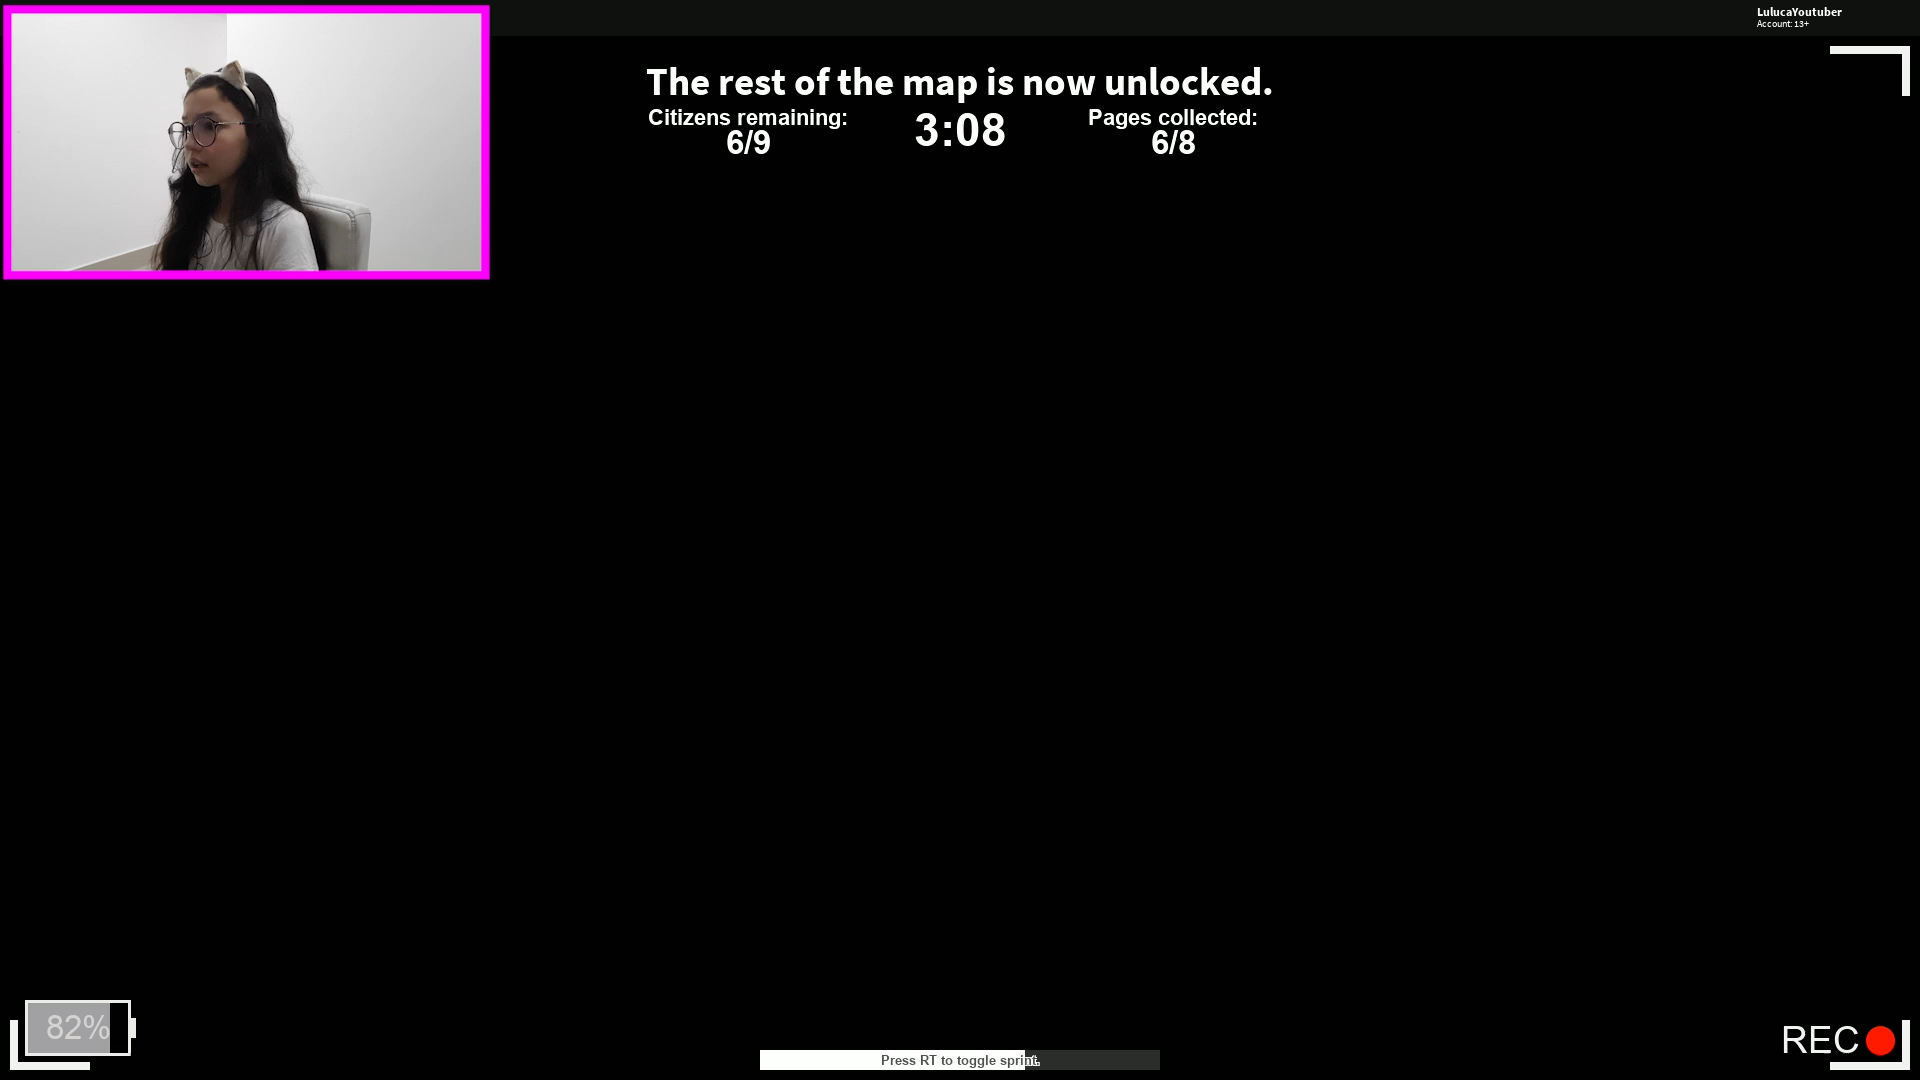 LulucaYoutuber
Account: 13+
The rest of the map is now unlocked.
Citizens remaining:
6/9
3:08
Pages collected:
6/8
82%
Press RT to toggle sprint.
REC